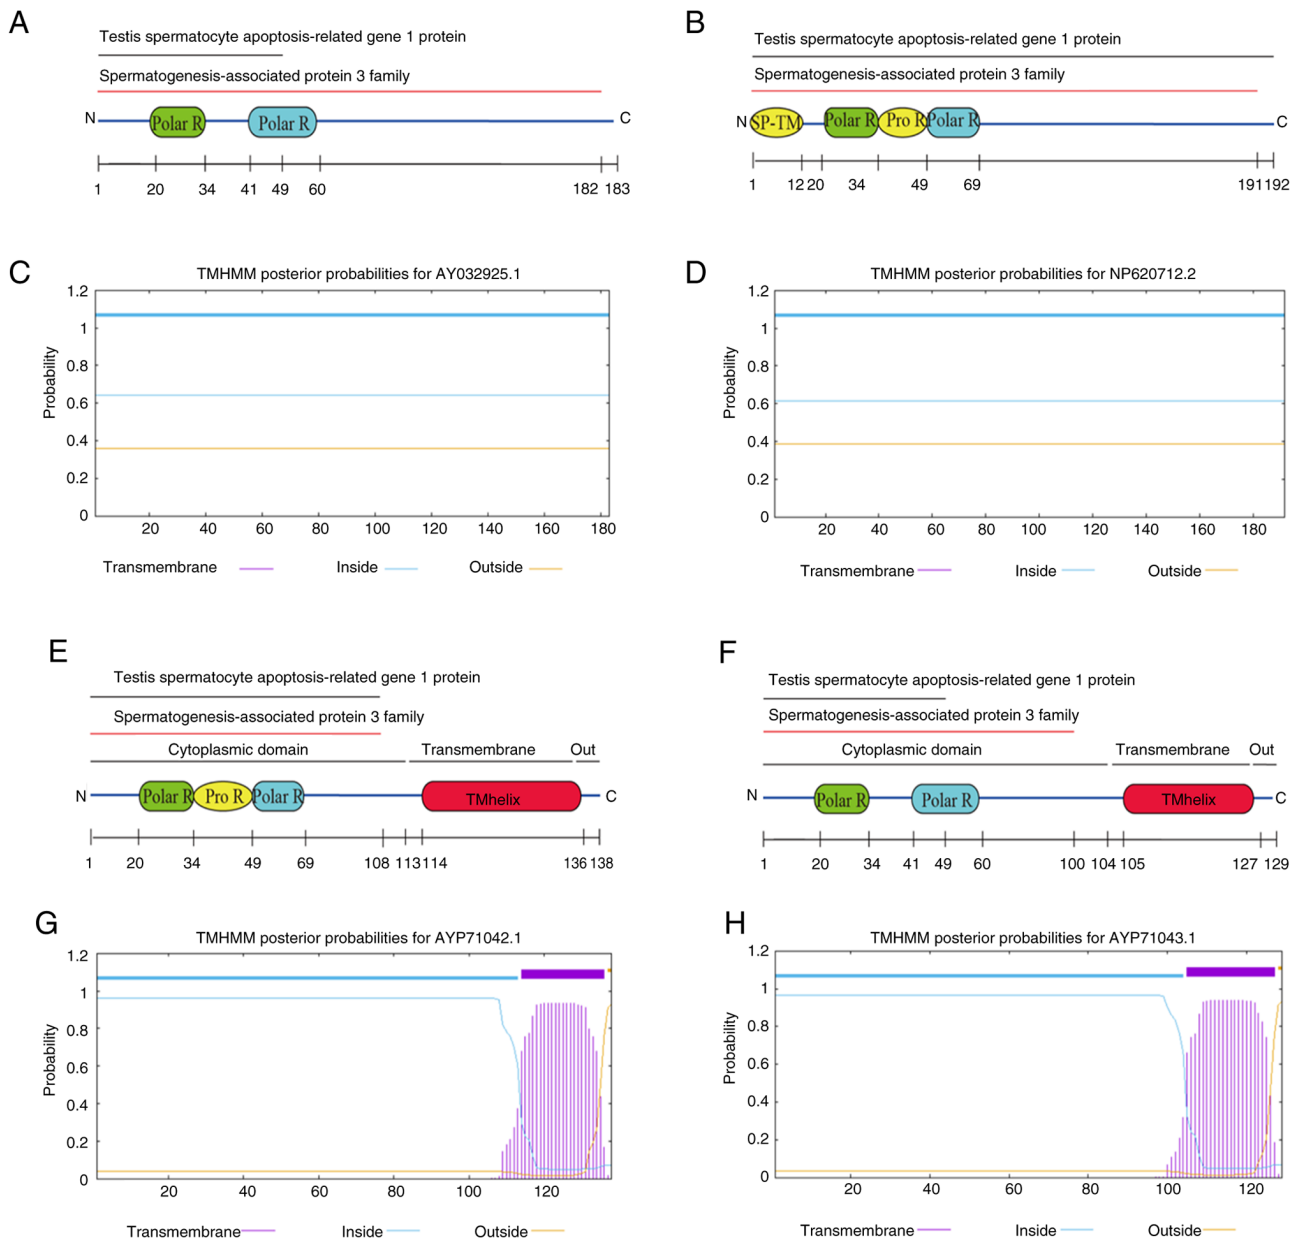 A
Testis spermatocyte apoptosis-related gene 1 protein
Spermatogenesis-associated protein 3 family
N Polar R Polar R C
1 20 34 41 49 60 182 183
B
Testis spermatocyte apoptosis-related gene 1 protein
Spermatogenesis-associated protein 3 family
N SP-TM Polar R Pro R Polar R C
1 12 20 34 49 69 191 192
C
TMHMM posterior probabilities for AY032925.1
Probability
1.2
1
0.8
0.6
0.4
0.2
0
20 40 60 80 100 120 140 160 180
Transmembrane Inside Outside
D
TMHMM posterior probabilities for NP620712.2
Probability
1.2
1
0.8
0.6
0.4
0.2
0
20 40 60 80 100 120 140 160 180
Transmembrane Inside Outside
E
Testis spermatocyte apoptosis-related gene 1 protein
Spermatogenesis-associated protein 3 family
Cytoplasmic domain Transmembrane Out
N Polar R Pro R Polar R TMhelix C
1 20 34 49 69 108 113 114 136 138
F
Testis spermatocyte apoptosis-related gene 1 protein
Spermatogenesis-associated protein 3 family
Cytoplasmic domain Transmembrane Out
N Polar R Polar R TMhelix C
1 20 34 41 49 60 100 104 105 127 129
G
TMHMM posterior probabilities for AYP71042.1
Probability
1.2
1
0.8
0.6
0.4
0.2
0
20 40 60 80 100 120
Transmembrane Inside Outside
H
TMHMM posterior probabilities for AYP71043.1
Probability
1.2
1
0.8
0.6
0.4
0.2
0
20 40 60 80 100 120
Transmembrane Inside Outside